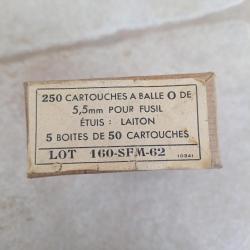 250 CARTOUCHES A BALLE O DE
5,5mm POUR FUSIL
ÉTUIS : LAITON
5 BOITES DE 50 CARTOUCHES
LOT 160-SFM-62
10341